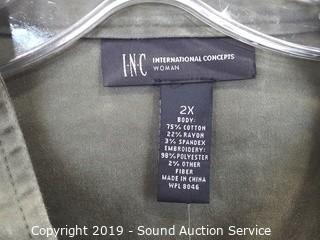 I·N·C INTERNATIONAL CONCEPTS
WOMAN
2X
BODY:
75% COTTON
22% RAYON
3% SPANDEX
EMBROIDERY:
98% POLYESTER
2% OTHER
FIBER
MADE IN CHINA
WPL 8046
Copyright 2019 - Sound Auction Service